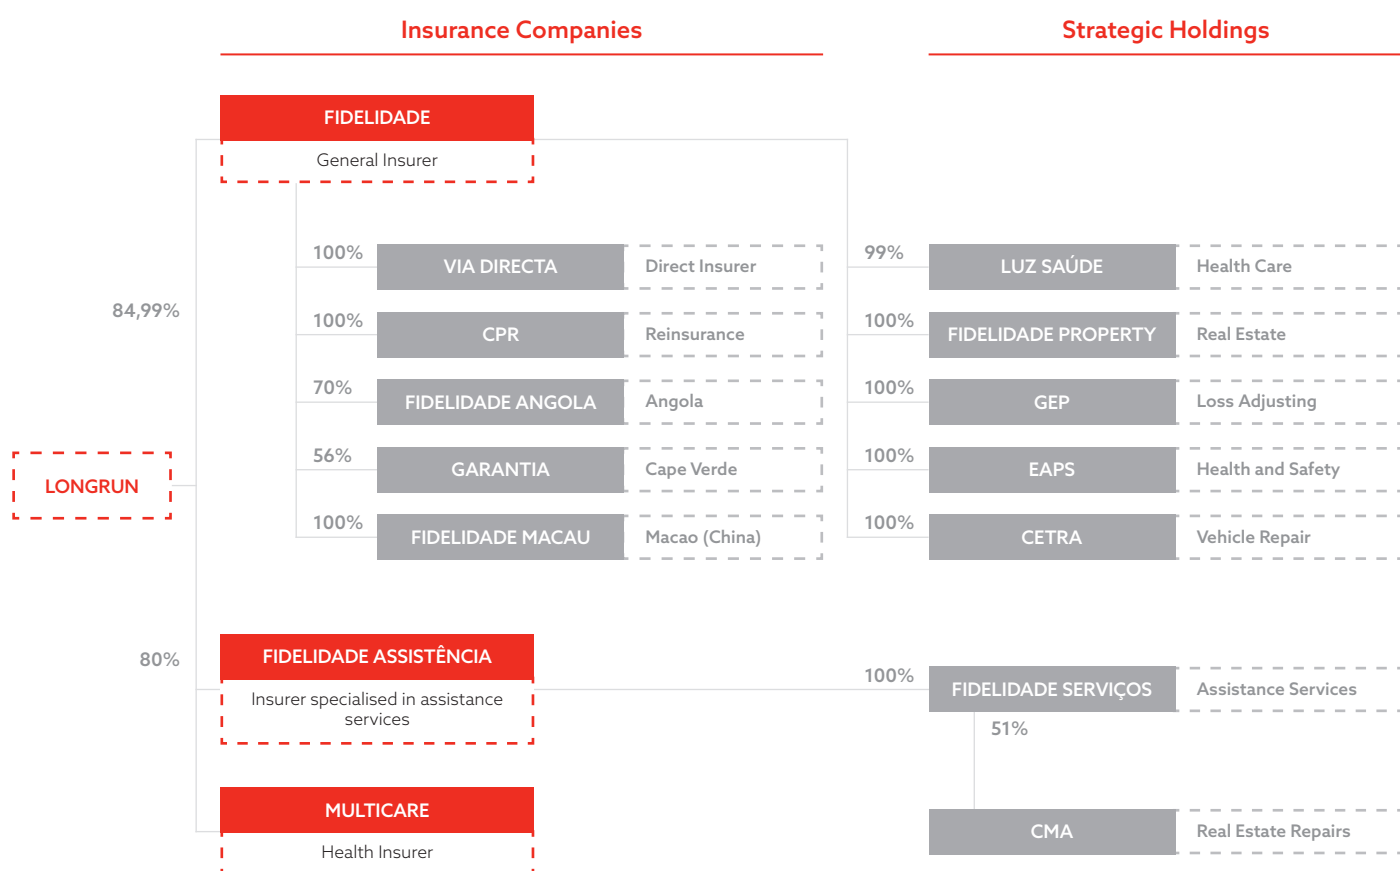 Insurance Companies
Strategic Holdings
FIDELIDADE
General Insurer
100%
VIA DIRECTA
Direct Insurer
99%
LUZ SAÚDE
Health Care
84,99%
100%
CPR
Reinsurance
100%
FIDELIDADE PROPERTY
Real Estate
70%
FIDELIDADE ANGOLA
Angola
100%
GEP
Loss Adjusting
56%
GARANTIA
Cape Verde
100%
EAPS
Health and Safety
LONGRUN
100%
FIDELIDADE MACAU
Macao (China)
100%
CETRA
Vehicle Repair
80%
FIDELIDADE ASSISTÊNCIA
Insurer specialised in assistance
services
100%
FIDELIDADE SERVIÇOS
Assistance Services
51%
MULTICARE
Health Insurer
CMA
Real Estate Repairs